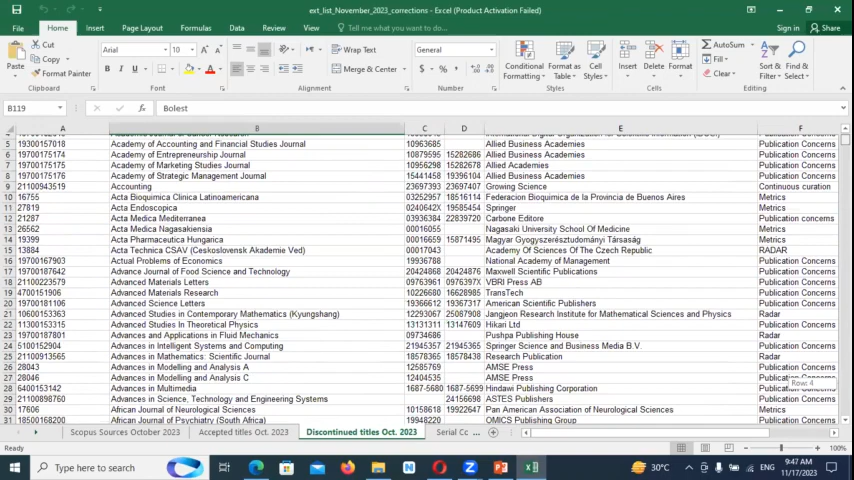 ext_list_November_2023_corrections - Excel (Product Activation Failed)
Sign in Share
File Home Insert Page Layout Formulas Data Review View Tell me what you want to do...
Paste Cut Copy Format Painter Clipboard
Arial 10 Font
Wrap Text Merge & Center Alignment
General Number
Conditional Formatting Format as Table Cell Styles Styles
Insert Delete Format Cells
AutoSum Fill Clear Sort & Filter Find & Select Editing
B119 fx Bolest
A B C D E F
5 19300157018 Academy of Accounting and Financial Studies Journal 10963685 Allied Business Academies Publication Concerns
6 19700175174 Academy of Entrepreneurship Journal 10879595 15282686 Allied Business Academies Publication Concerns
7 19700175175 Academy of Marketing Studies Journal 10956298 15282678 Allied Academies Publication Concerns
8 19700175176 Academy of Strategic Management Journal 15441458 19396104 Allied Business Academies Publication Concerns
9 21100943519 Accounting 23697393 23697407 Growing Science Continuous curation
10 16755 Acta Bioquimica Clinica Latinoamericana 03252957 18516114 Federacion Bioquimica de la Provincia de Buenos Aires Metrics
11 27819 Acta Endoscopica 0240642X 19585454 Springer Metrics
12 21287 Acta Medica Mediterranea 03936384 22839720 Carbone Editore Publication concerns
13 26562 Acta Medica Nagasakiensia 00016055 Nagasaki University School Of Medicine Metrics
14 19399 Acta Pharmaceutica Hungarica 00016659 15871495 Magyar Gyogyszerésztudományi Társaság Metrics
15 13884 Acta Technica CSAV (Ceskoslovensk Akademie Ved) 00017043 Academy Of Sciences Of The Czech Republic RADAR
16 19700167903 Actual Problems of Economics 19936788 National Academy of Management Publication Concerns
17 19700187642 Advance Journal of Food Science and Technology 20424868 20424876 Maxwell Scientific Publications Publication Concerns
18 21100223579 Advanced Materials Letters 09763961 0976397X VBRI Press AB Publication Concerns
19 4700151906 Advanced Materials Research 10226680 16628985 TransTech Publication Concerns
20 19700181106 Advanced Science Letters 19366612 19367317 American Scientific Publishers Publication Concerns
21 10600153363 Advanced Studies in Contemporary Mathematics (Kyungshang) 12293067 25087908 Jangjeon Research Institute for Mathematical Sciences and Physics Radar
22 11300153315 Advanced Studies In Theoretical Physics 13131311 13147609 Hikari Ltd Publication Concerns
23 19700187801 Advances and Applications in Fluid Mechanics 09734686 Pushpa Publishing House Radar
24 5100152904 Advances in Intelligent Systems and Computing 21945357 21945365 Springer Science and Business Media B.V. Publication Concerns
25 21100913565 Advances in Mathematics: Scientific Journal 18578365 18578438 Research Publication Radar
26 28043 Advances in Modelling and Analysis A 12585769 AMSE Press Publication Concerns
27 28046 Advances in Modelling and Analysis C 12404535 AMSE Press Publication Concerns
28 6400153142 Advances in Multimedia 1687-5680 1687-5699 Hindawi Publishing Corporation Publication Concerns
Row: 4
29 21100898760 Advances in Science, Technology and Engineering Systems 24156698 ASTES Publishers Publication Concerns
30 17606 African Journal of Neurological Sciences 10158618 19922647 Pan American Association of Neurological Sciences Metrics
31 18500168200 African Journal of Psychiatry (South Africa) 19948220 OMICS Publishing Group Publication Concerns
Scopus Sources October 2023 Accepted titles Oct. 2023 Discontinued titles Oct. 2023 Serial Cc
Ready 100%
Type here to search 30°C ENG 9:47 AM
11/17/2023